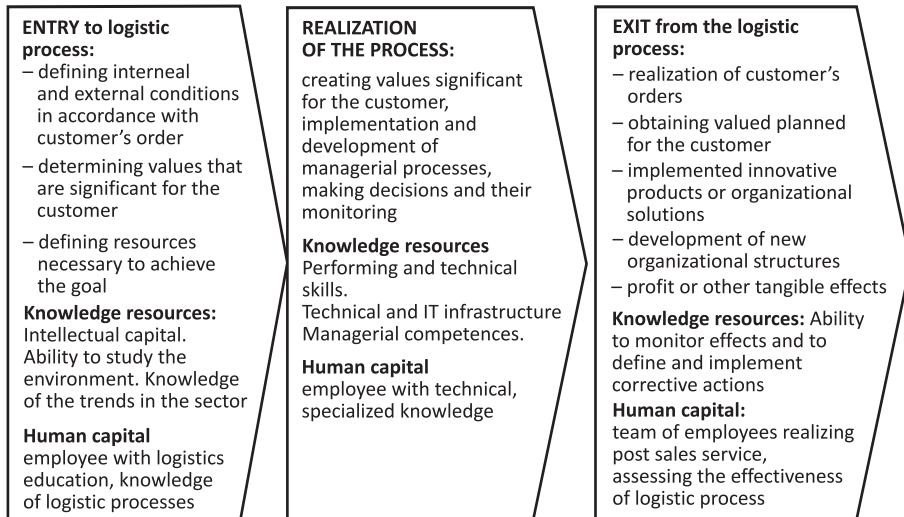 ENTRY to logistic
process:
– defining interneal
and external conditions
in accordance with
customer's order
– determining values that
are significant for the
customer
– defining resources
necessary to achieve
the goal
Knowledge resources:
Intellectual capital.
Ability to study the
environment. Knowledge
of the trends in the sector
Human capital
employee with logistics
education, knowledge
of logistic processes
REALIZATION
OF THE PROCESS:
creating values significant
for the customer,
implementation and
development of
managerial processes,
making decisions and their
monitoring
Knowledge resources
Performing and technical
skills.
Technical and IT infrastructure
Managerial competences.
Human capital
employee with technical,
specialized knowledge
EXIT from the logistic
process:
– realization of customer's
orders
– obtaining valued planned
for the customer
– implemented innovative
products or organizational
solutions
– development of new
organizational structures
– profit or other tangible effects
Knowledge resources: Ability
to monitor effects and to
define and implement
corrective actions
Human capital:
team of employees realizing
post sales service,
assessing the effectiveness
of logistic process